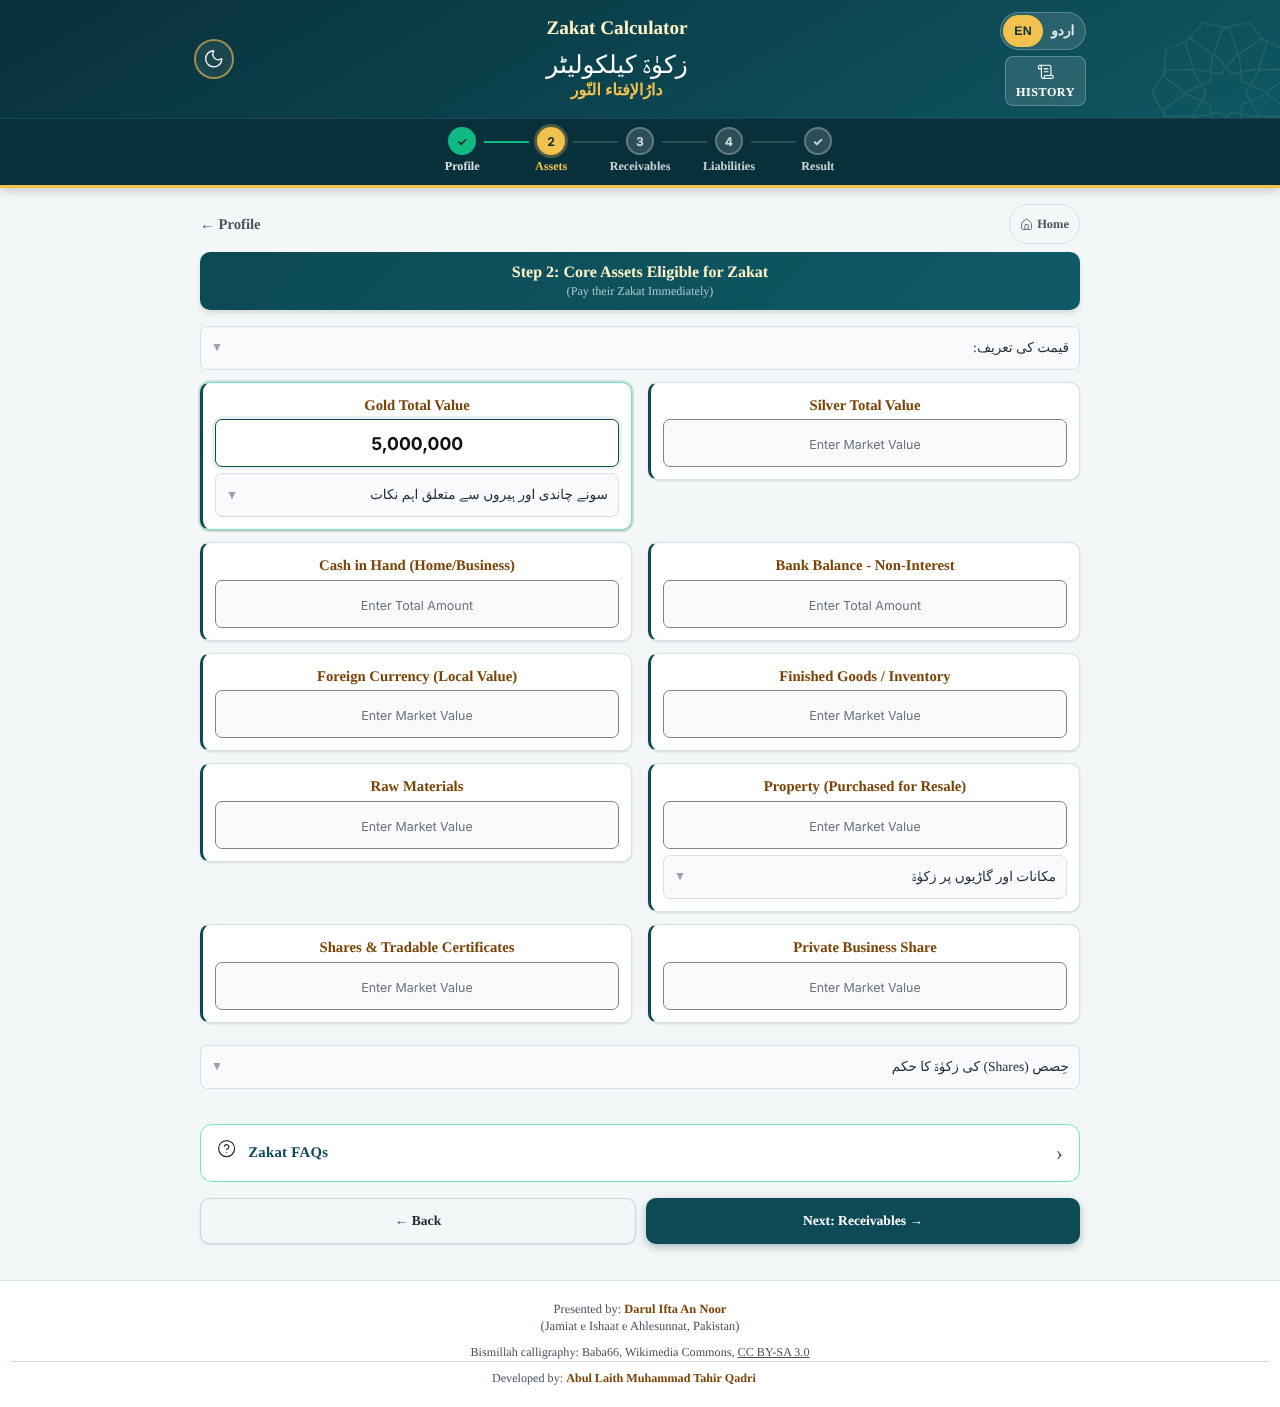 Zakat Calculator
زکوٰۃ کیلکولیٹر
دارُالإفتاء النّور
EN
اردو
HISTORY
2
3
4
Profile
Assets
Receivables
Liabilities
Result
← Profile
Home
Step 2: Core Assets Eligible for Zakat
(Pay their Zakat Immediately)
قیمت کی تعریف:
Gold Total Value
5,000,000
سونے چاندی اور ہیروں سے متعلق اہم نکات
Silver Total Value
Enter Market Value
Cash in Hand (Home/Business)
Enter Total Amount
Bank Balance - Non-Interest
Enter Total Amount
Foreign Currency (Local Value)
Enter Market Value
Finished Goods / Inventory
Enter Market Value
Raw Materials
Enter Market Value
Property (Purchased for Resale)
Enter Market Value
مکانات اور گاڑیوں پر زکوٰۃ
Shares & Tradable Certificates
Enter Market Value
Private Business Share
Enter Market Value
حِصص (Shares) کی زکوٰۃ کا حکم
Zakat FAQs
← Back
Next: Receivables →
Presented by: Darul Ifta An Noor
(Jamiat e Ishaat e Ahlesunnat, Pakistan)
Bismillah calligraphy: Baba66, Wikimedia Commons, CC BY-SA 3.0
Developed by: Abul Laith Muhammad Tahir Qadri